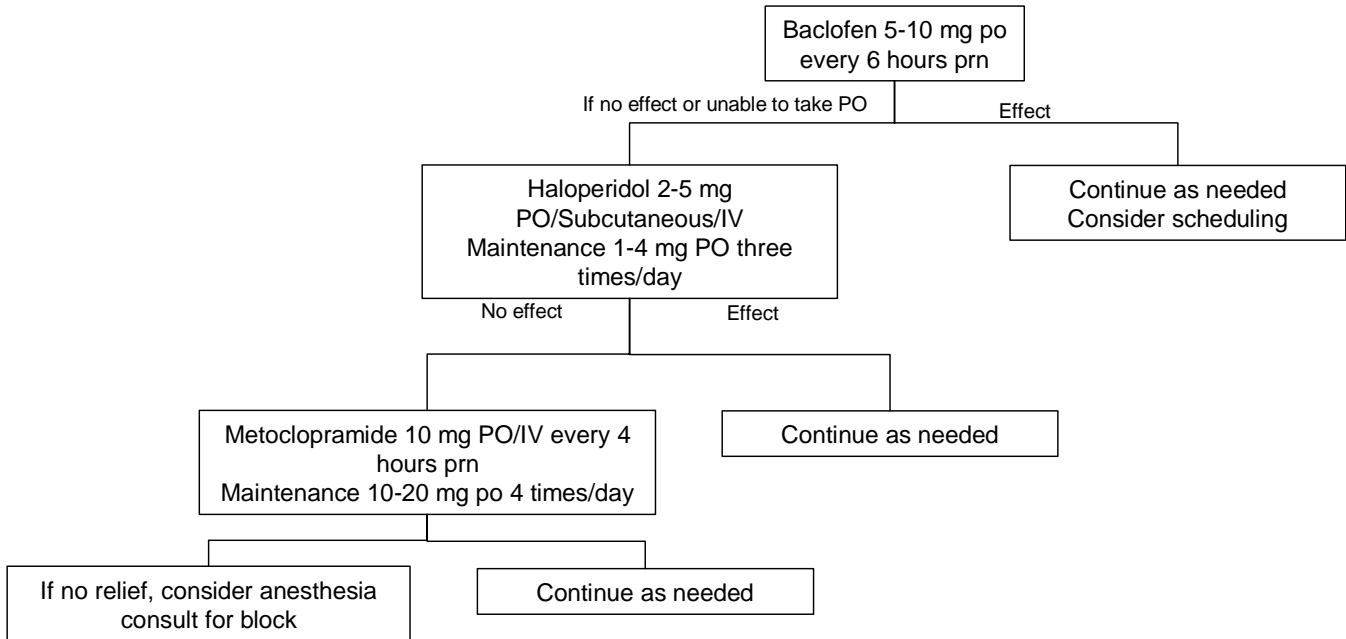 Baclofen 5-10 mg po
every 6 hours prn
If no effect or unable to take PO
Effect
Haloperidol 2-5 mg
PO/Subcutaneous/IV
Maintenance 1-4 mg PO three
times/day
Continue as needed
Consider scheduling
No effect
Effect
Metoclopramide 10 mg PO/IV every 4
hours prn
Maintenance 10-20 mg po 4 times/day
Continue as needed
If no relief, consider anesthesia
consult for block
Continue as needed